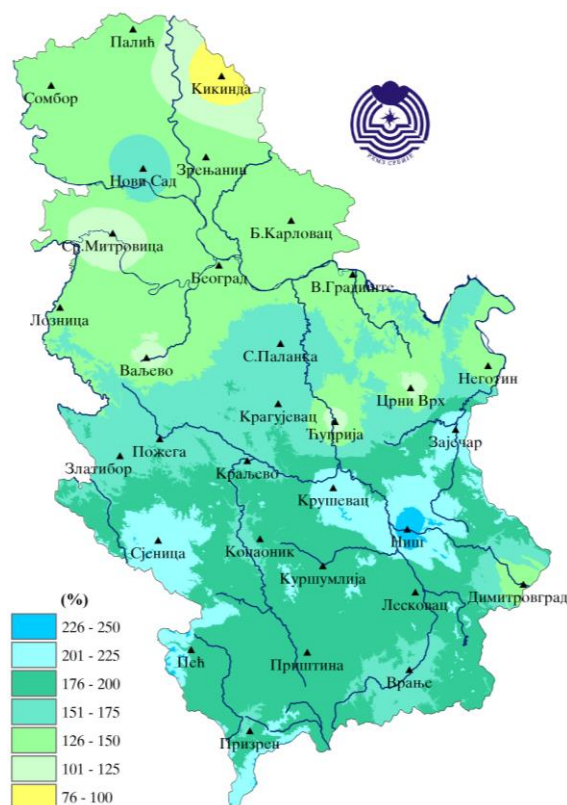 Палић
Кикинда
Сомбор
Зрењанин
Нови Сад
Ср.Митровица
Б.Карловац
Београд
В.Градиште
Лозница
Ваљево
С.Паланка
Неготин
Црни Врх
Крагујевац
Ћуприја
Зајечар
Пожега
Златибор
Краљево
Крушевац
Ниш
Сјеница
Копаоник
Куршумлија
Лесковац
Димитровград
(%)
226 - 250
201 - 225
176 - 200
151 - 175
126 - 150
101 - 125
76 - 100
Пећ
Приштина
Врање
Призрен